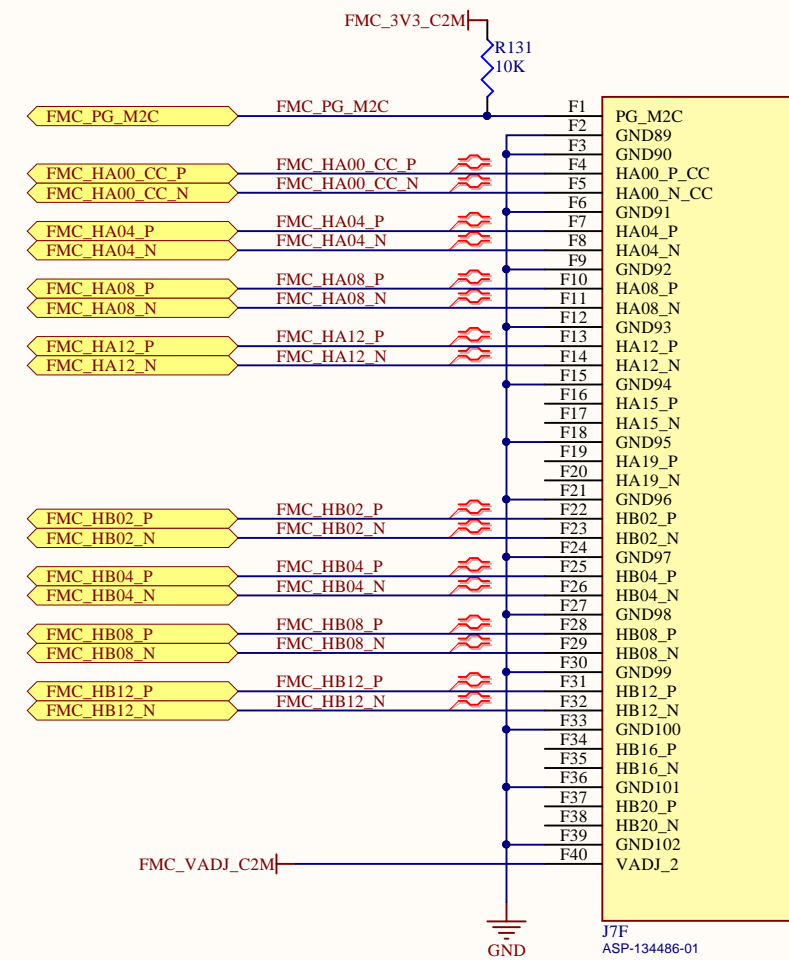 FMC_3V3_C2M
R131
10K
FMC_PG_M2C FMC_PG_M2C F1 PG_M2C
F2 GND89
F3 GND90
FMC_HA00_CC_P FMC_HA00_CC_P F4 HA00_P_CC
FMC_HA00_CC_N FMC_HA00_CC_N F5 HA00_N_CC
F6 GND91
FMC_HA04_P FMC_HA04_P F7 HA04_P
FMC_HA04_N FMC_HA04_N F8 HA04_N
F9 GND92
FMC_HA08_P FMC_HA08_P F10 HA08_P
FMC_HA08_N FMC_HA08_N F11 HA08_N
F12 GND93
FMC_HA12_P FMC_HA12_P F13 HA12_P
FMC_HA12_N FMC_HA12_N F14 HA12_N
F15 GND94
F16 HA15_P
F17 HA15_N
F18 GND95
F19 HA19_P
F20 HA19_N
F21 GND96
FMC_HB02_P FMC_HB02_P F22 HB02_P
FMC_HB02_N FMC_HB02_N F23 HB02_N
F24 GND97
FMC_HB04_P FMC_HB04_P F25 HB04_P
FMC_HB04_N FMC_HB04_N F26 HB04_N
F27 GND98
FMC_HB08_P FMC_HB08_P F28 HB08_P
FMC_HB08_N FMC_HB08_N F29 HB08_N
F30 GND99
FMC_HB12_P FMC_HB12_P F31 HB12_P
FMC_HB12_N FMC_HB12_N F32 HB12_N
F33 GND100
F34 HB16_P
F35 HB16_N
F36 GND101
F37 HB20_P
F38 HB20_N
F39 GND102
FMC_VADJ_C2M F40 VADJ_2
GND
J7F
ASP-134486-01